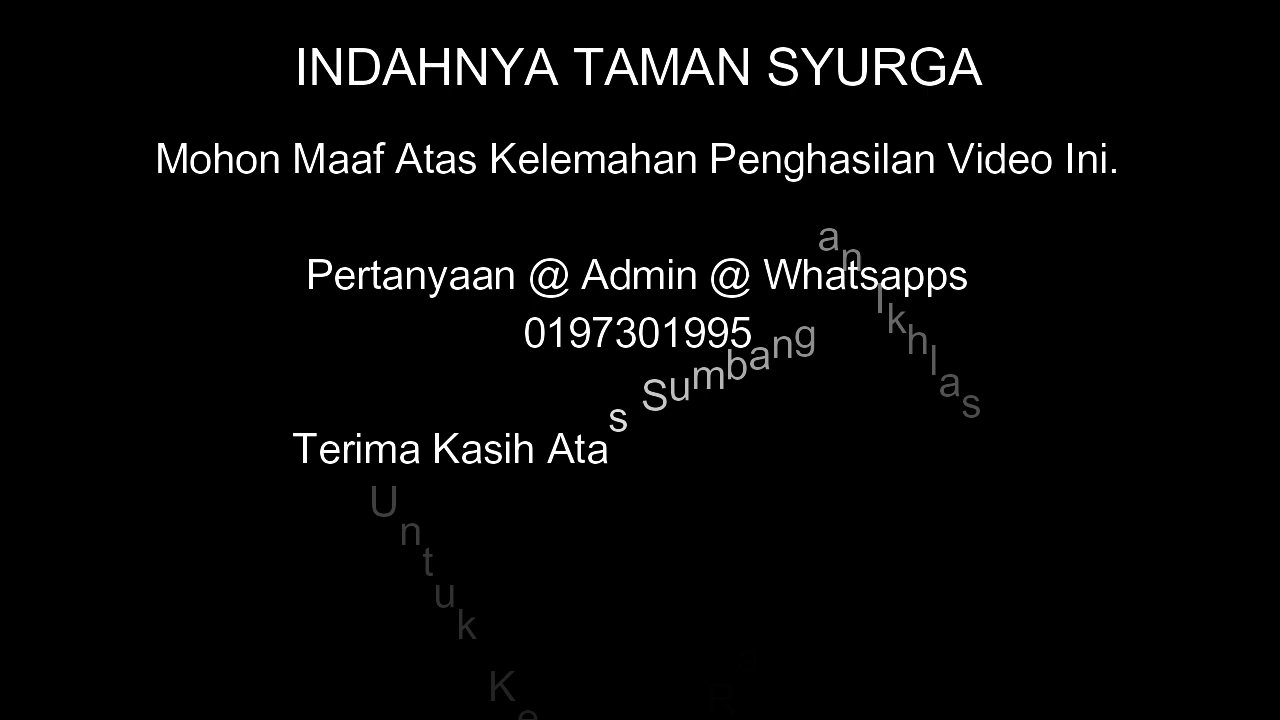 INDAHNYA TAMAN SYURGA
Mohon Maaf Atas Kelemahan Penghasilan Video Ini.
Pertanyaan @ Admin @ Whatsapps
0197301995
Terima Kasih Atas Sumbangan Ikhlas
Untuk Ke